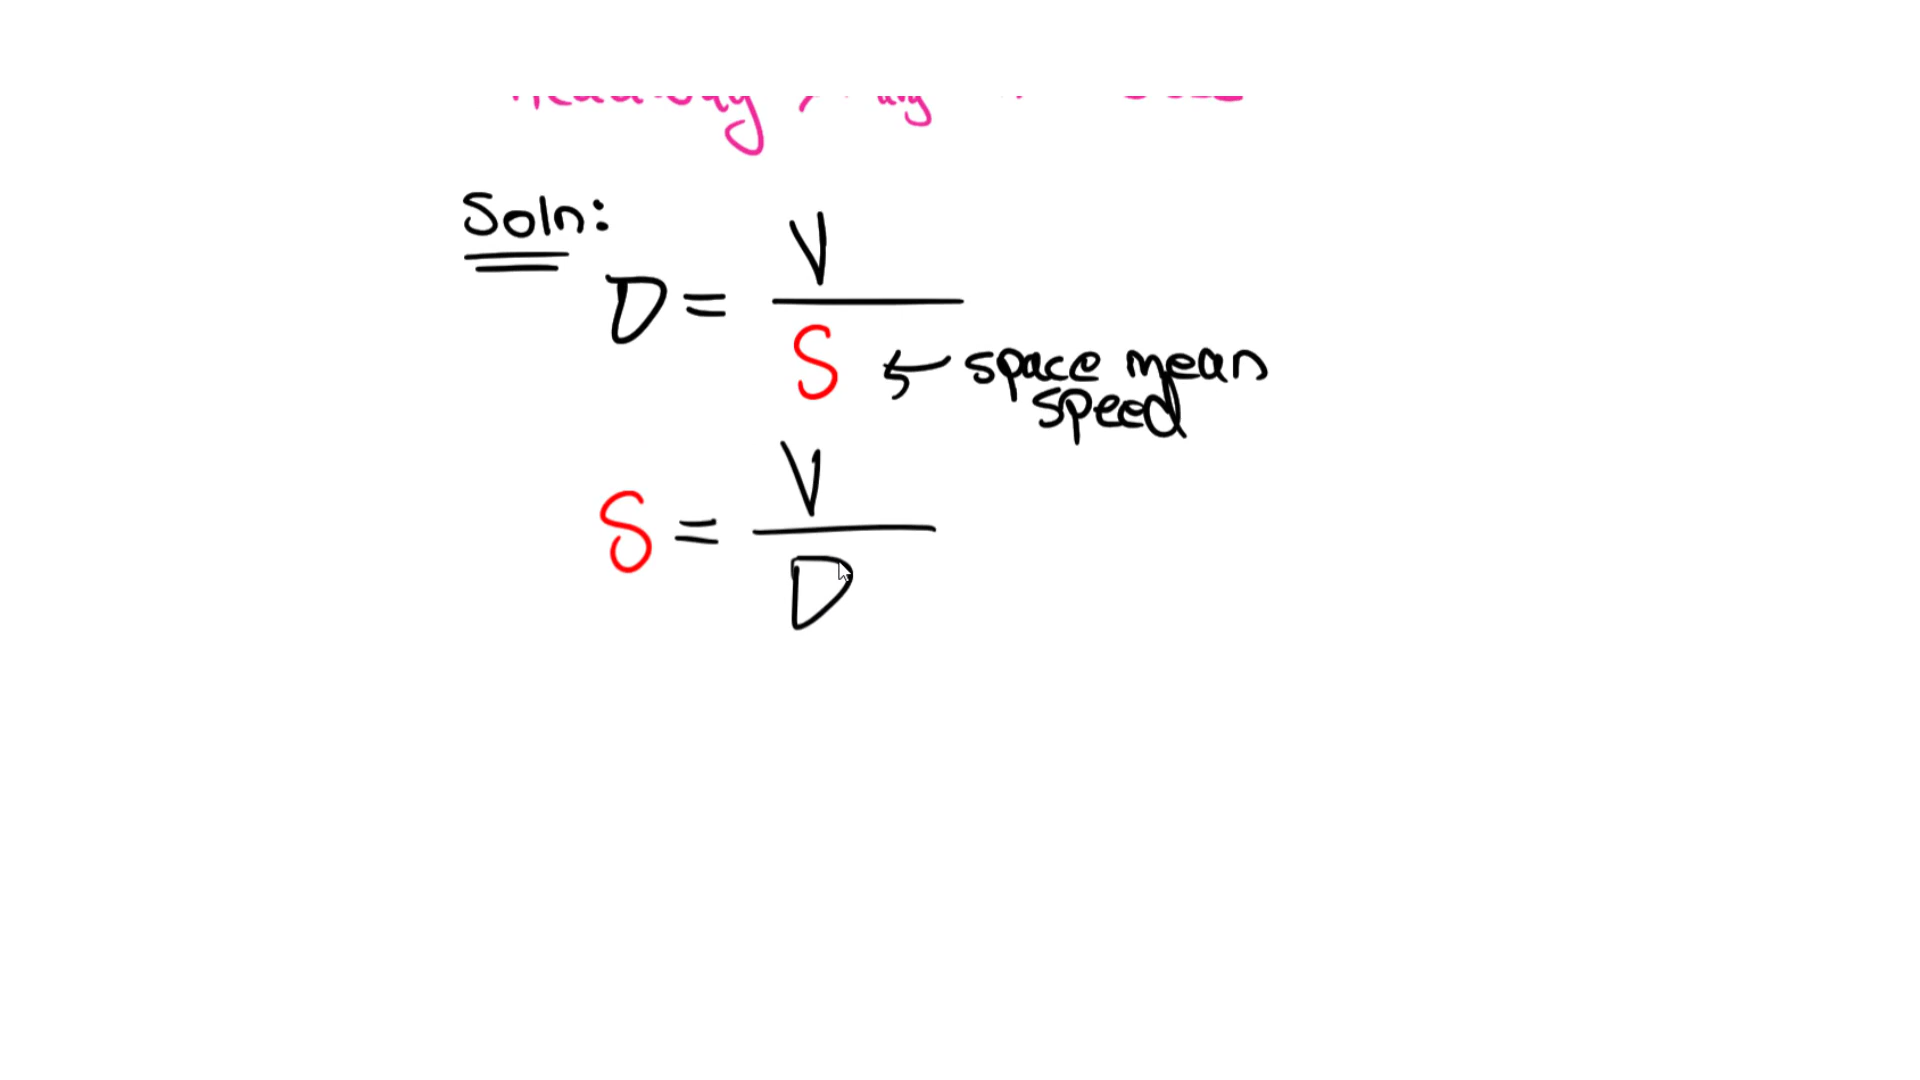 Soln:
D = V / S ← space mean
speed
S = V / D